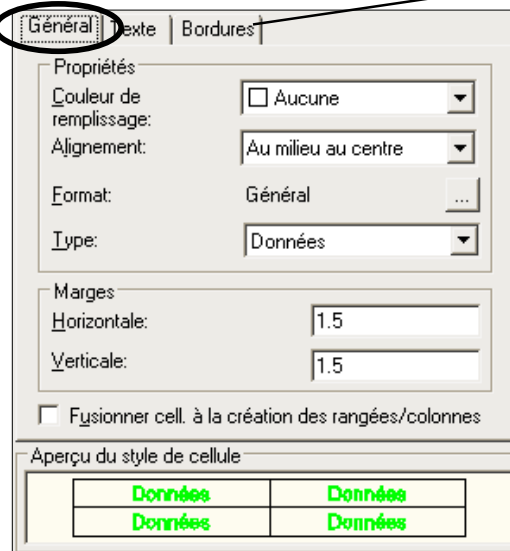 Général Texte Bordures
Propriétés
Couleur de
remplissage:
Aucune
Alignement:
Au milieu au centre
Format:
Général
...
Type:
Données
Marges
Horizontale:
1.5
Verticale:
1.5
Fusionner cell. à la création des rangées/colonnes
Aperçu du style de cellule
Données Données
Données Données